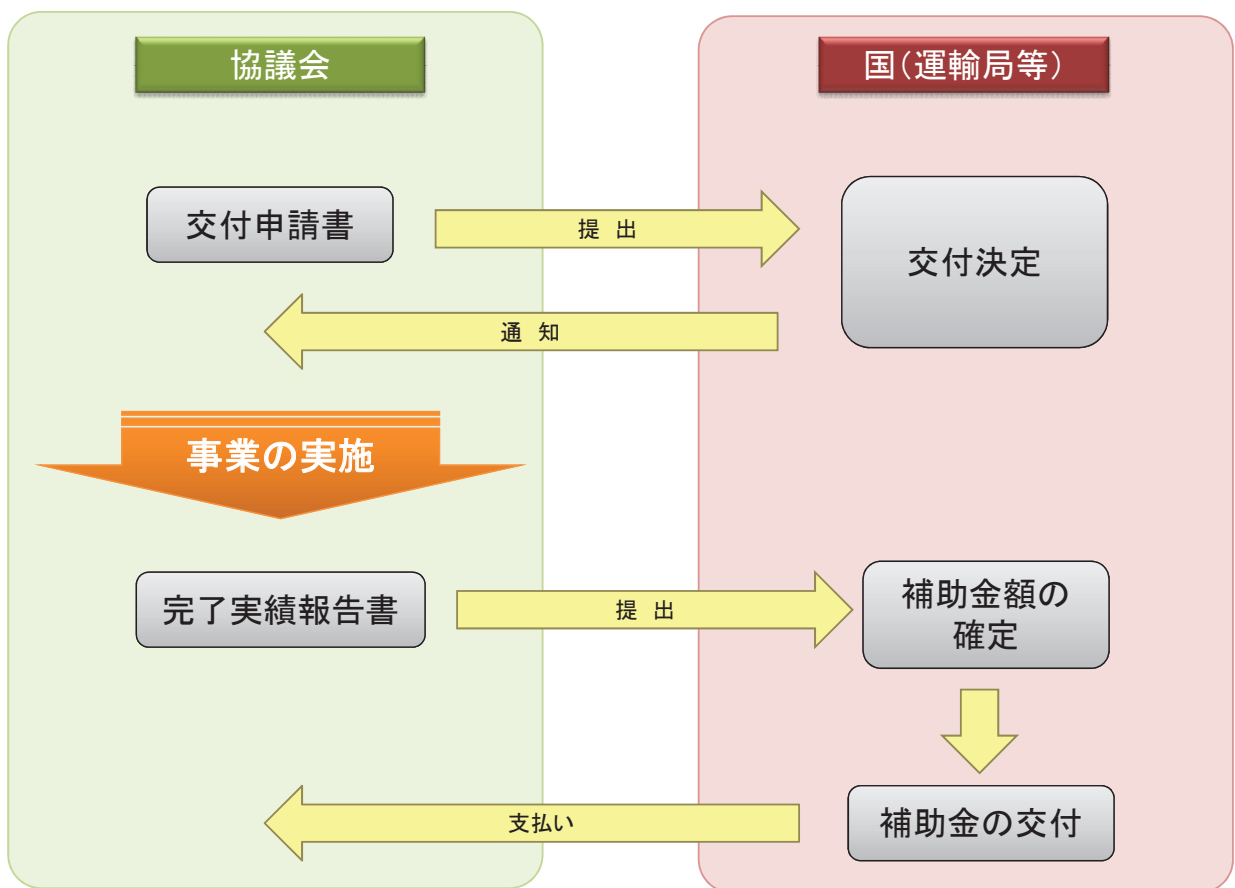 協議会
国(運輸局等)
交付申請書
提 出
交付決定
通 知
事業の実施
完了実績報告書
提 出
補助金額の
確定
補助金の交付
支払い